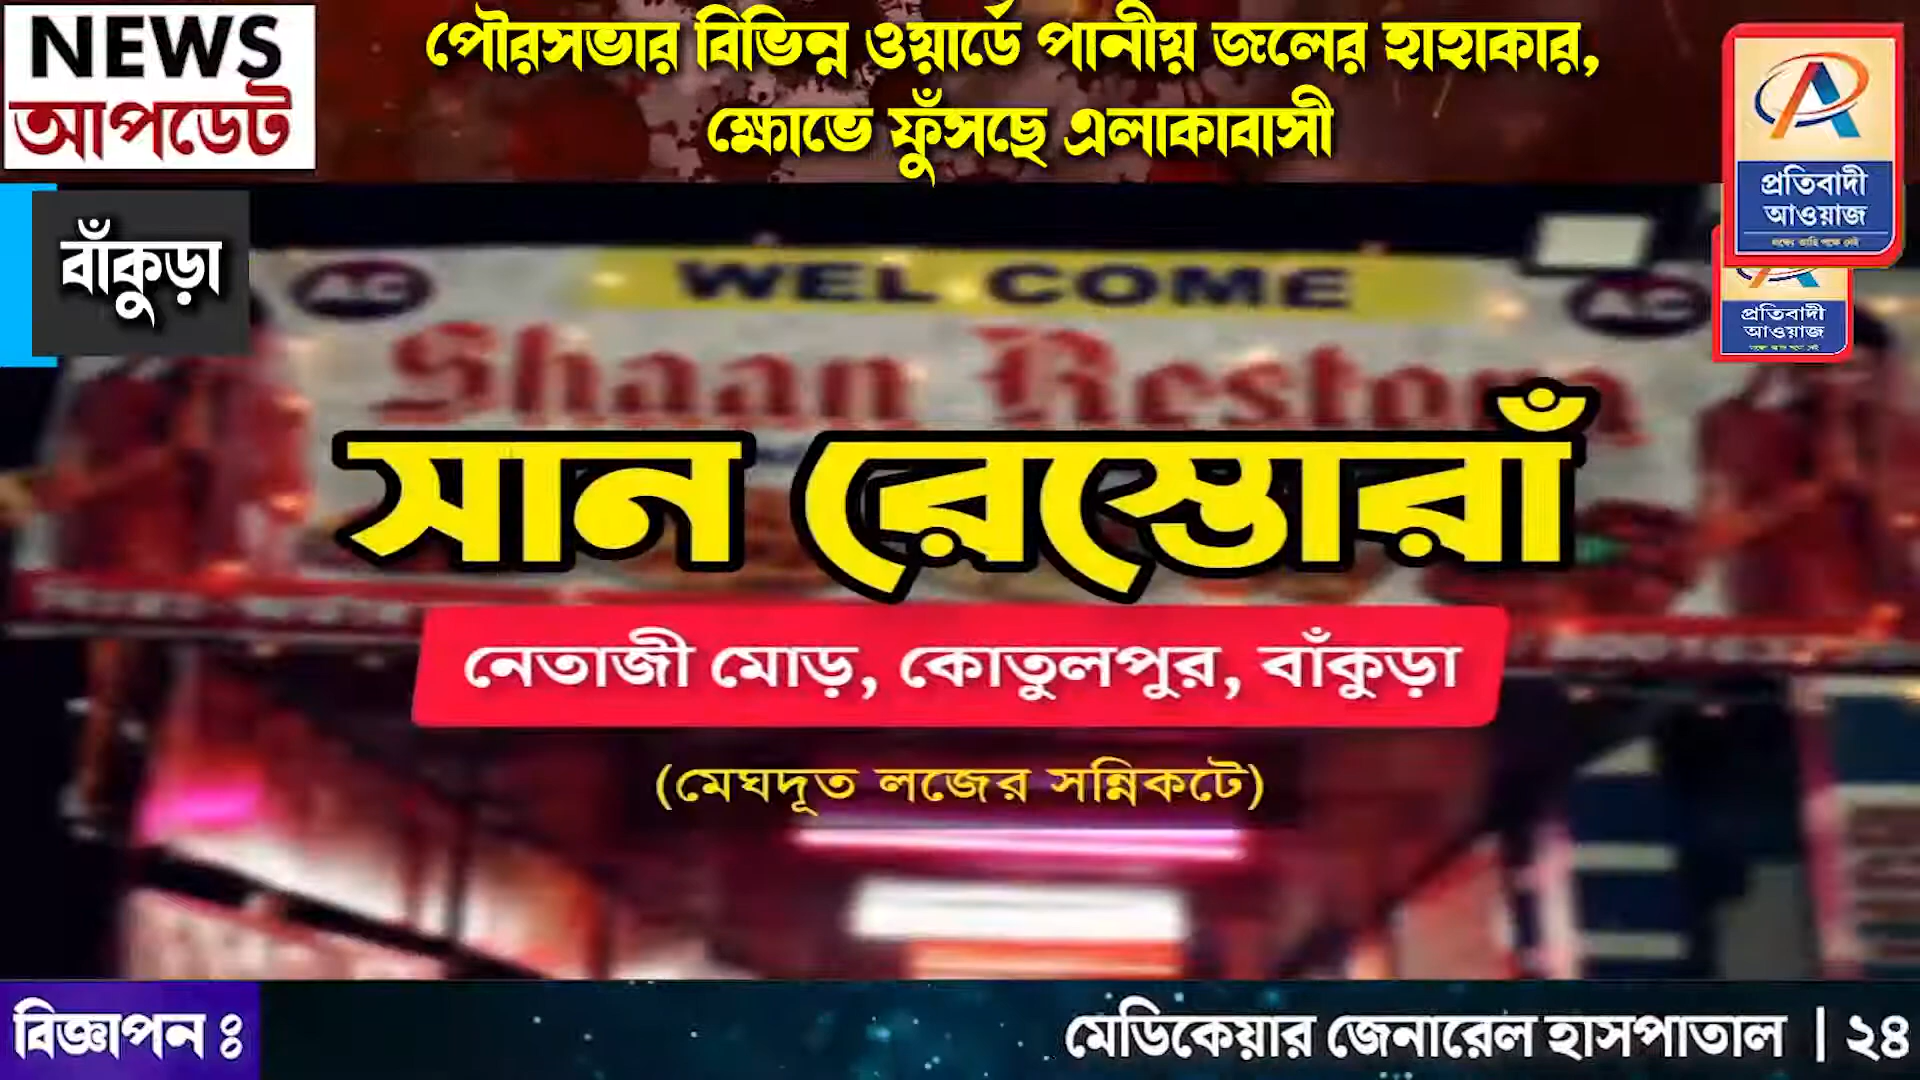 NEWS
আপডেট
পৌরসভার বিভিন্ন ওয়ার্ডে পানীয় জলের হাহাকার,
ক্ষোভে ফুঁসছে এলাকাবাসী
A
প্রতিবাদী
আওয়াজ
প্রতিবাদী
আওয়াজ
বাঁকুড়া
A.C
WEL COME
A.C
Shaan Restora
সান রেস্তোরাঁ
নেতাজী মোড়, কোতুলপুর, বাঁকুড়া
(মেঘদূত লজের সন্নিকটে)
বিজ্ঞাপন ঃ
মেডিকেয়ার জেনারেল হাসপাতাল | ২৪